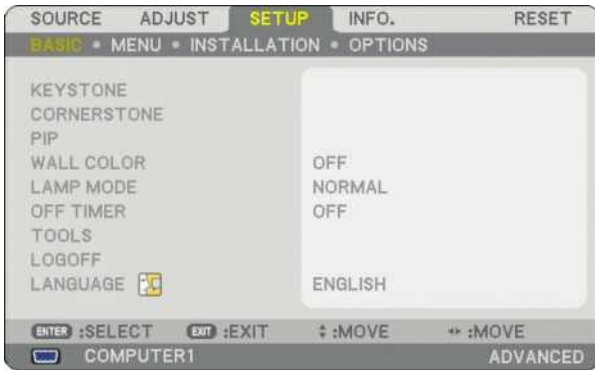 SOURCE ADJUST SETUP INFO. RESET
BASIC • MENU • INSTALLATION • OPTIONS
KEYSTONE
CORNERSTONE
PIP
WALL COLOR OFF
LAMP MODE NORMAL
OFF TIMER OFF
TOOLS
LOGOFF
LANGUAGE ENGLISH
ENTER :SELECT EXIT :EXIT :MOVE :MOVE
COMPUTER1 ADVANCED